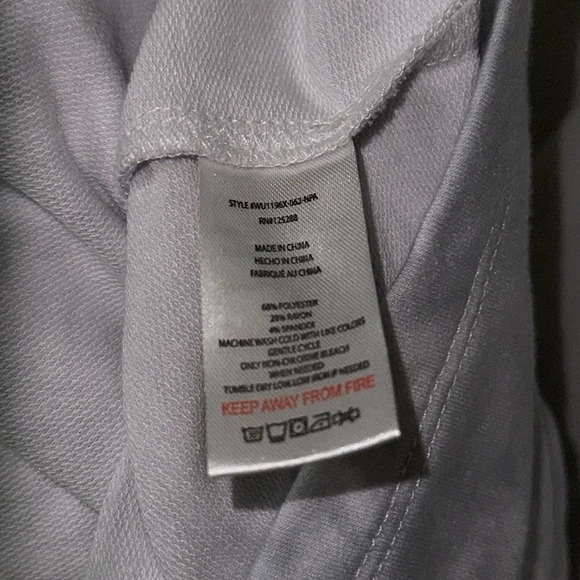 STYLE #WU1196X-063-NPK
RN#125288
MADE IN CHINA
HECHO IN CHINA
FABRIQUÉ AU CHINA
68% POLYESTER
28% RAYON
4% SPANDEX
MACHINE WASH COLD WITH LIKE COLORS
GENTLE CYCLE
ONLY NON-CHLORINE BLEACH
WHEN NEEDED
TUMBLE DRY LOW. LOW IRON IF NEEDED
KEEP AWAY FROM FIRE